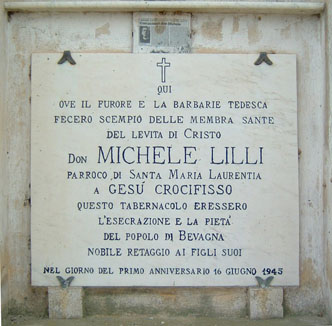 QUI
OVE IL FURORE E LA BARBARIE TEDESCA
FECERO SCEMPIO DELLE MEMBRA SANTE
DEL LEVITA DI CRISTO
DON MICHELE LILLI
PARROCO DI SANTA MARIA LAURENTIA
A GESÚ CROCIFISSO
QUESTO TABERNACOLO ERESSERO
L'ESECRAZIONE E LA PIETA'
DEL POPOLO DI BEVAGNA
NOBILE RETAGGIO AI FIGLI SUOI
NEL GIORNO DEL PRIMO ANNIVERSARIO 16 GIUGNO 1945